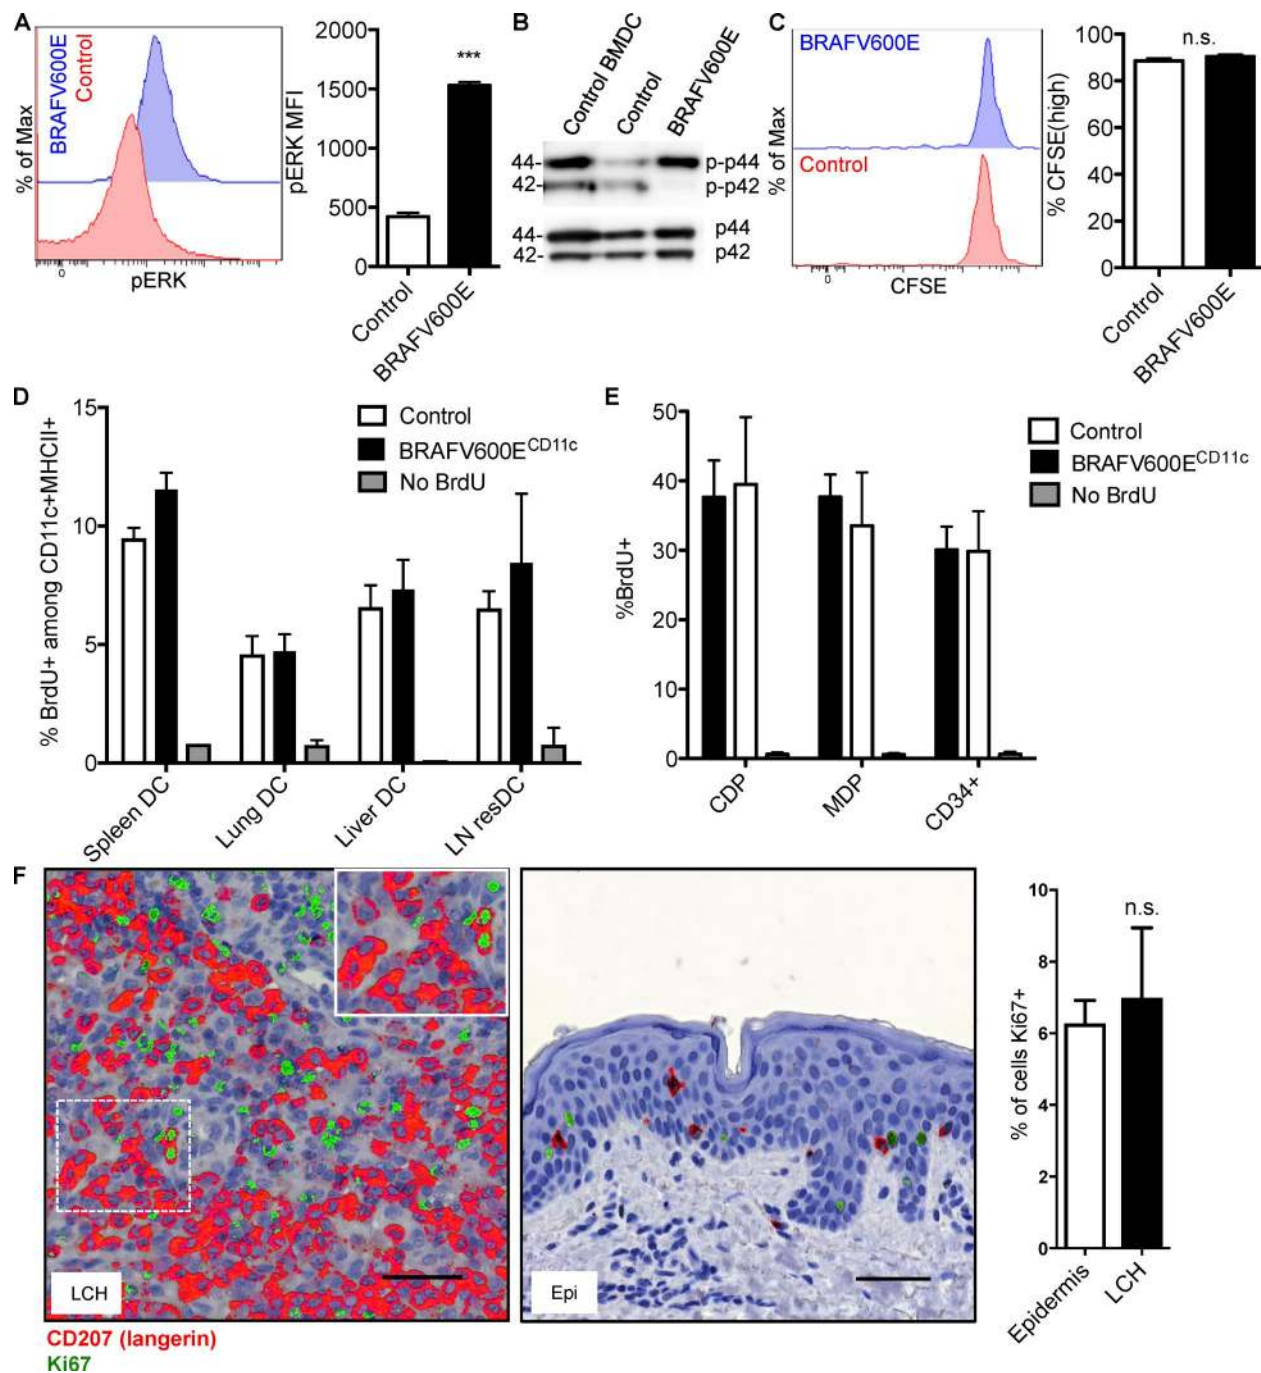 A
BRAFV600E
Control
% of Max
0
pERK
pERK MFI
2000
1500
1000
500
0
***
Control
BRAFV600E
B
Control BMDC
Control
BRAFV600E
44-
42-
p-p44
p-p42
44-
42-
p44
p42
C
BRAFV600E
Control
% of Max
0
CFSE
% CFSE(high)
100
80
60
40
20
0
n.s.
Control
BRAFV600E
D
% BrdU+ among CD11c+MHCII+
15
10
5
0
Control
BRAFV600E^CD11c
No BrdU
Spleen DC
Lung DC
Liver DC
LN resDC
E
%BrdU+
50
40
30
20
10
0
Control
BRAFV600E^CD11c
No BrdU
CDP
MDP
CD34+
F
LCH
Epi
CD207 (langerin)
Ki67
% of cells Ki67+
10
8
6
4
2
0
n.s.
Epidermis
LCH